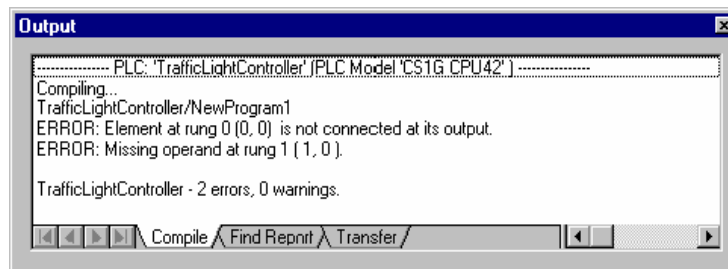 Output
--------------- PLC: 'TrafficLightController' (PLC Model 'CS1G CPU42' ) ---------------
Compiling...
TrafficLightController/NewProgram1
ERROR: Element at rung 0 (0, 0)  is not connected at its output.
ERROR: Missing operand at rung 1 ( 1, 0 ).
TrafficLightController - 2 errors, 0 warnings.
Compile Find Report Transfer